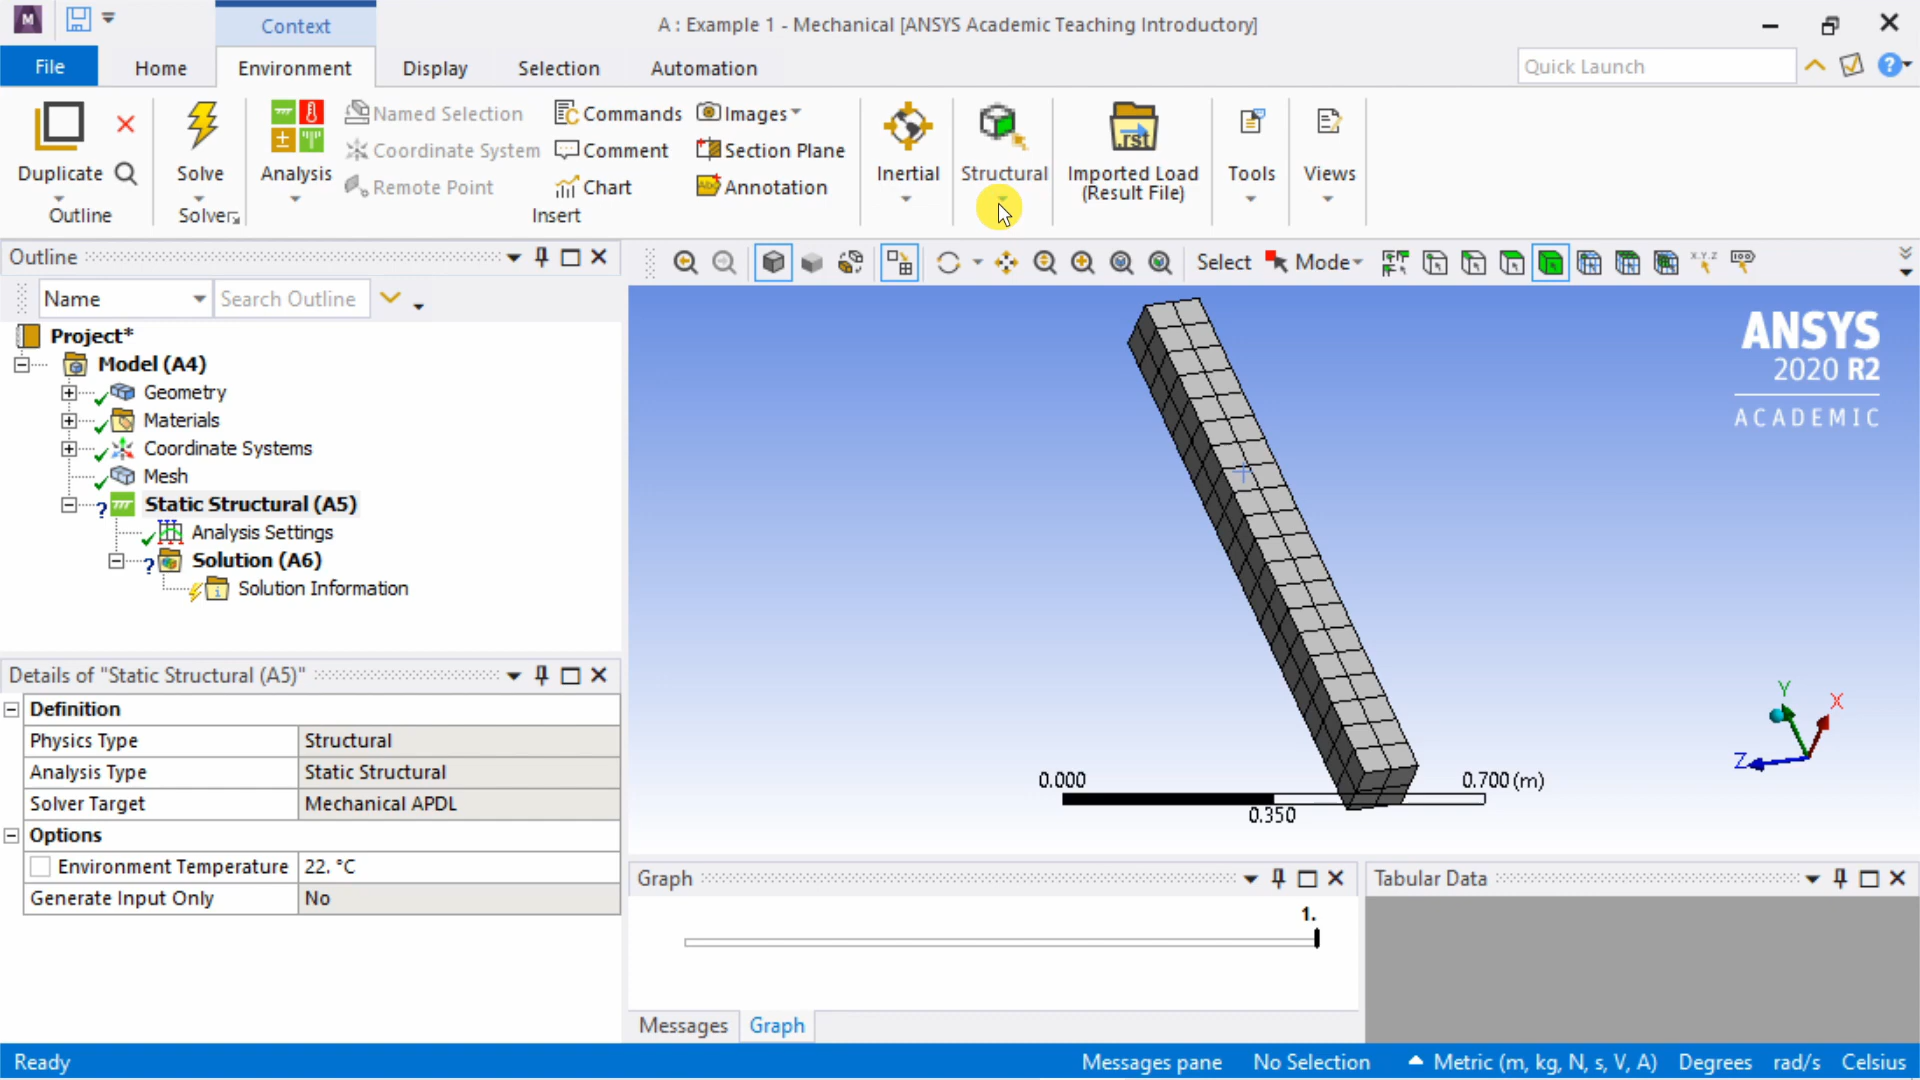 M
Context
A : Example 1 - Mechanical [ANSYS Academic Teaching Introductory]
File
Home
Environment
Display
Selection
Automation
Quick Launch
?
Duplicate
Outline
Solve
Solver
Analysis
Named Selection
Coordinate System
Remote Point
Commands
Comment
Chart
Images
Section Plane
Annotation
Insert
Inertial
Structural
.rst
Imported Load
(Result File)
Tools
Views
Outline
Select
Mode
X,Y,Z
Name
Search Outline
Project*
Model (A4)
Geometry
Materials
Coordinate Systems
Mesh
Static Structural (A5)
Analysis Settings
Solution (A6)
Solution Information
ANSYS
2020 R2
ACADEMIC
Y
X
Z
0.000
0.700 (m)
0.350
Details of "Static Structural (A5)"
Definition
Physics Type
Structural
Analysis Type
Static Structural
Solver Target
Mechanical APDL
Options
Environment Temperature
22. °C
Generate Input Only
No
Graph
1.
Tabular Data
Messages
Graph
Ready
Messages pane
No Selection
Metric (m, kg, N, s, V, A)
Degrees
rad/s
Celsius